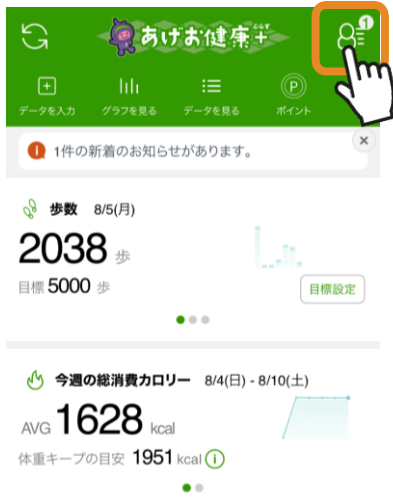 あげお健康+
ぷらす
1
データを入力 グラフを見る データを見る ポイント
P
1件の新着のお知らせがあります。
歩数 8/5(月)
2038 歩
目標 5000 歩
目標設定
今週の総消費カロリー 8/4(日) - 8/10(土)
AVG 1628 kcal
体重キープの目安 1951 kcal